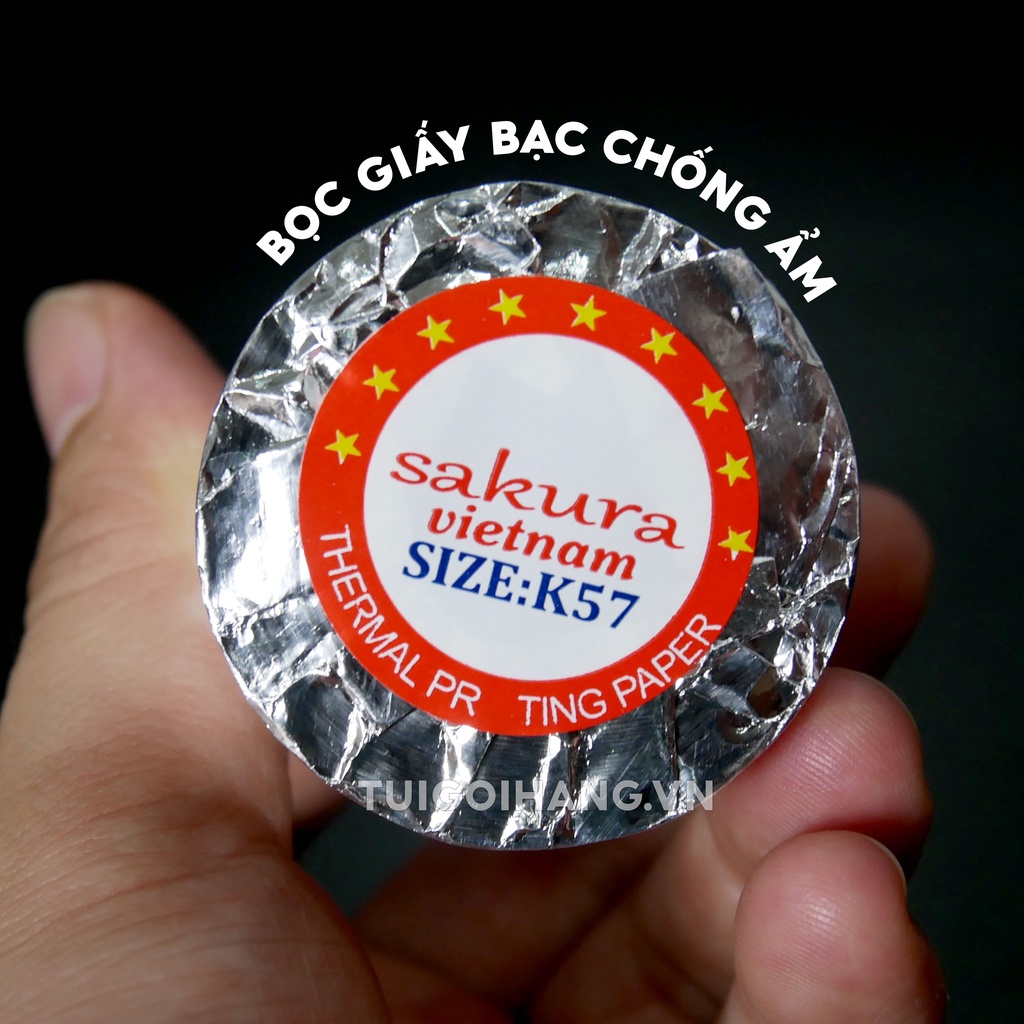 BỌC GIẤY BẠC CHỐNG ẨM
sakura
vietnam
SIZE:K57
THERMAL PR TING PAPER
TUIGOIHANG.VN